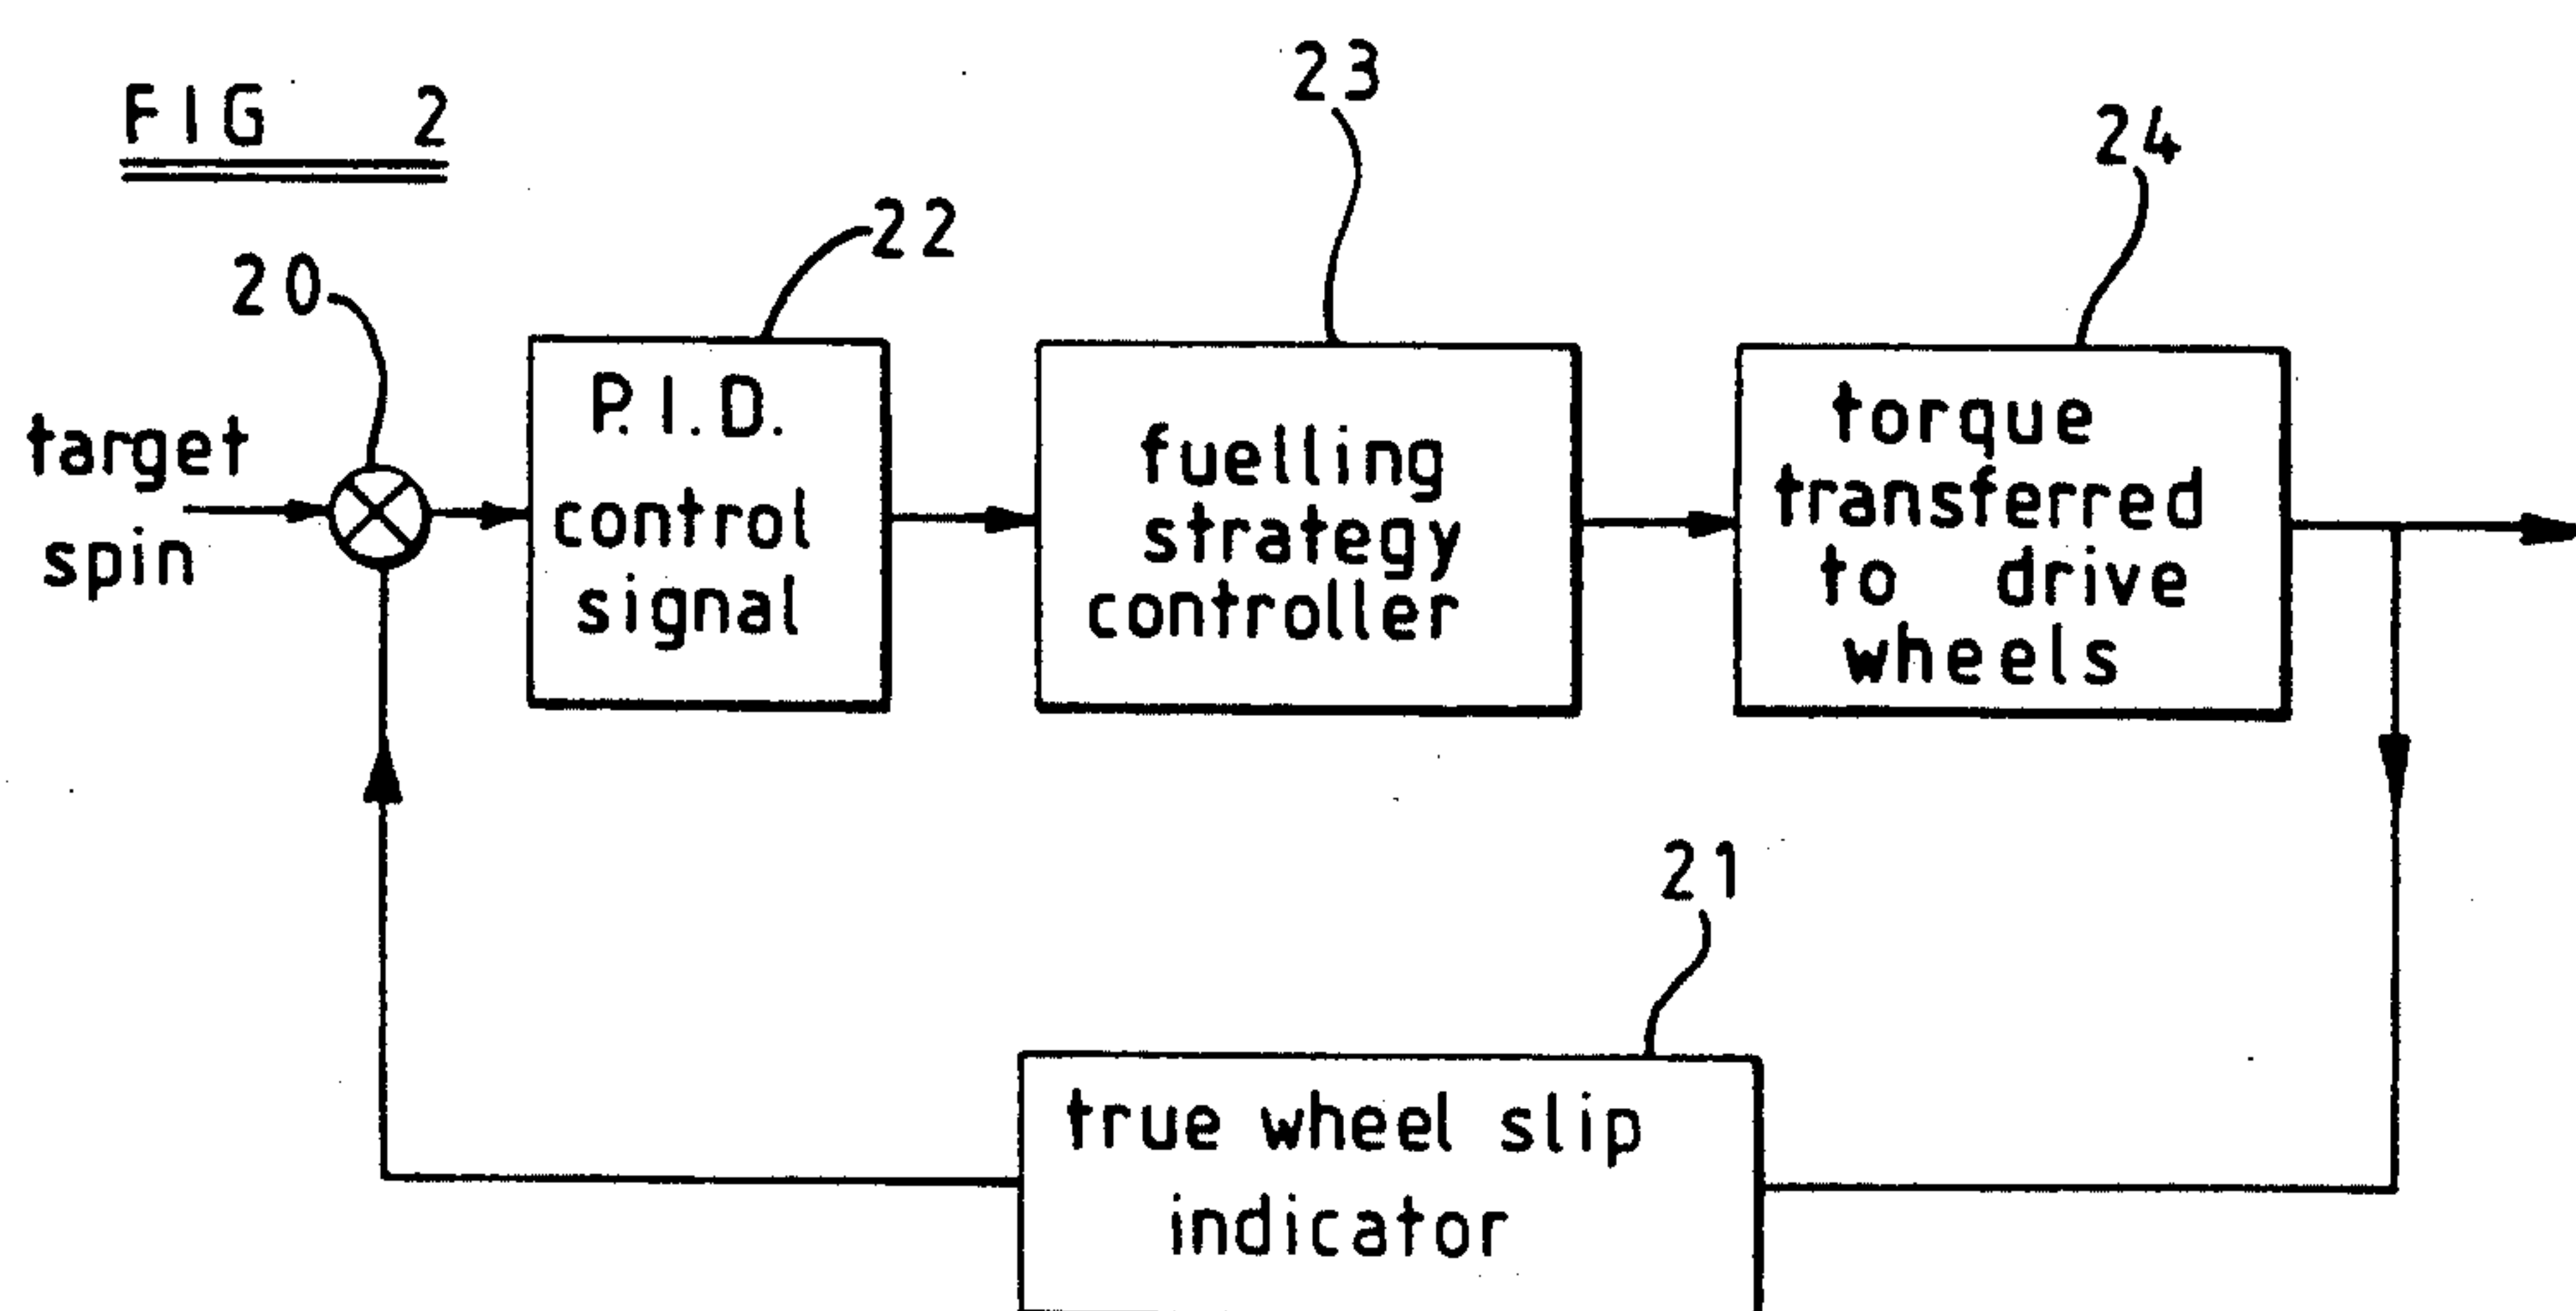 FIG 2
23
24
22
20
target
spin
P.I.D.
control
signal
fuelling
strategy
controller
torque
transferred
to drive
wheels
21
true wheel slip
indicator